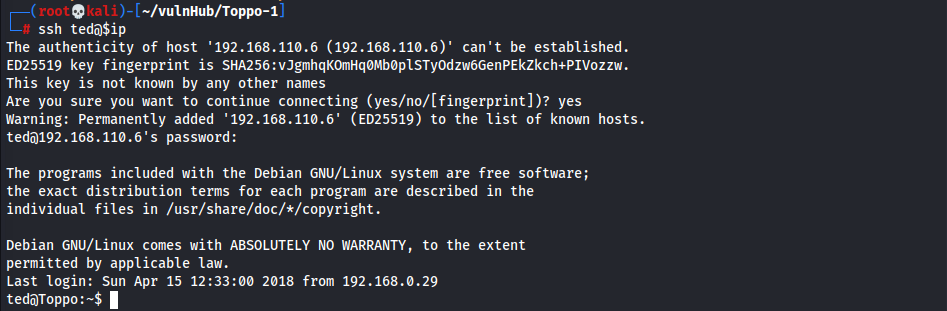 ┌──(root💀kali)-[~/vulnHub/Toppo-1]
└─# ssh ted@$ip
The authenticity of host '192.168.110.6 (192.168.110.6)' can't be established.
ED25519 key fingerprint is SHA256:vJgmhqKOmHq0Mb0plSTyOdzw6GenPEkZkch+PIVozzw.
This key is not known by any other names
Are you sure you want to continue connecting (yes/no/[fingerprint])? yes
Warning: Permanently added '192.168.110.6' (ED25519) to the list of known hosts.
ted@192.168.110.6's password:
The programs included with the Debian GNU/Linux system are free software;
the exact distribution terms for each program are described in the
individual files in /usr/share/doc/*/copyright.
Debian GNU/Linux comes with ABSOLUTELY NO WARRANTY, to the extent
permitted by applicable law.
Last login: Sun Apr 15 12:33:00 2018 from 192.168.0.29
ted@Toppo:~$